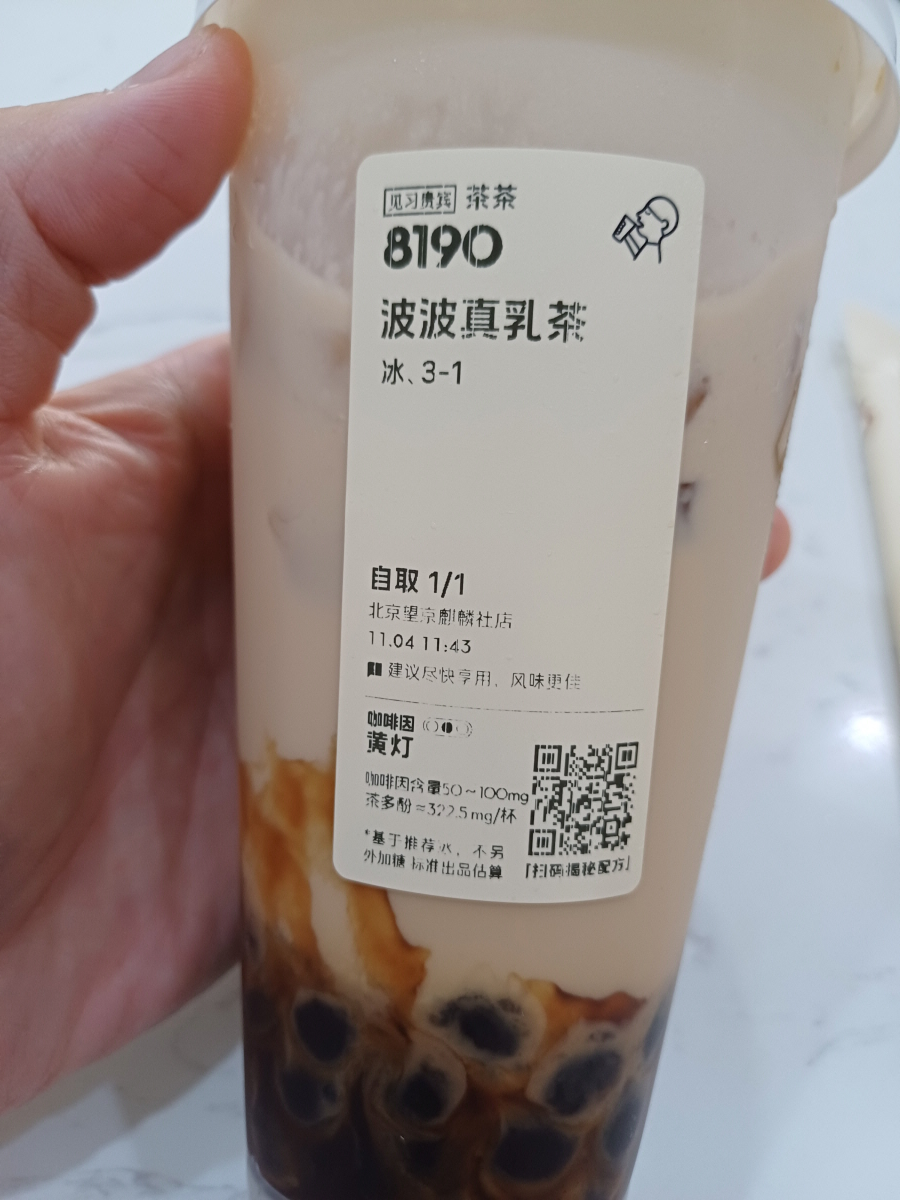 见习贵宾 茶茶
8190
波波真乳茶
冰、3-1
自取 1/1
北京望京麒麟社店
11.04 11:43
建议尽快享用、风味更佳
咖啡因
黄灯
咖啡因含量50~100mg
茶多酚≈322.5mg/杯
*基于推荐冰、不另
外加糖 标准出品估算
「扫码揭秘配方」